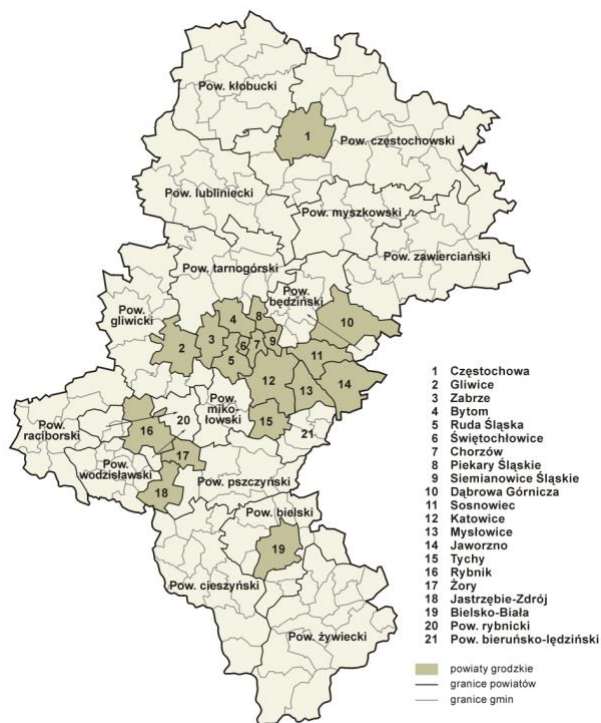 Pow. kłobucki
1
Pow. częstochowski
Pow. lubliniecki
Pow. myszkowski
Pow. zawierciański
Pow. tarnogórski
Pow.
będziński
Pow.
gliwicki
10
8
4
2
3
6
7
9
5
11
12
13
14
Pow.
miko-
łowski
15
21
20
Pow.
raciborski
16
17
Pow.
wodzisławski
18
Pow. pszczyński
Pow. bielski
19
Pow. cieszyński
Pow. żywiecki
1 Częstochowa
2 Gliwice
3 Zabrze
4 Bytom
5 Ruda Śląska
6 Świętochłowice
7 Chorzów
8 Piekary Śląskie
9 Siemianowice Śląskie
10 Dąbrowa Górnicza
11 Sosnowiec
12 Katowice
13 Mysłowice
14 Jaworzno
15 Tychy
16 Rybnik
17 Żory
18 Jastrzębie-Zdrój
19 Bielsko-Biała
20 Pow. rybnicki
21 Pow. bieruńsko-lędziński
powiaty grodzkie
granice powiatów
granice gmin